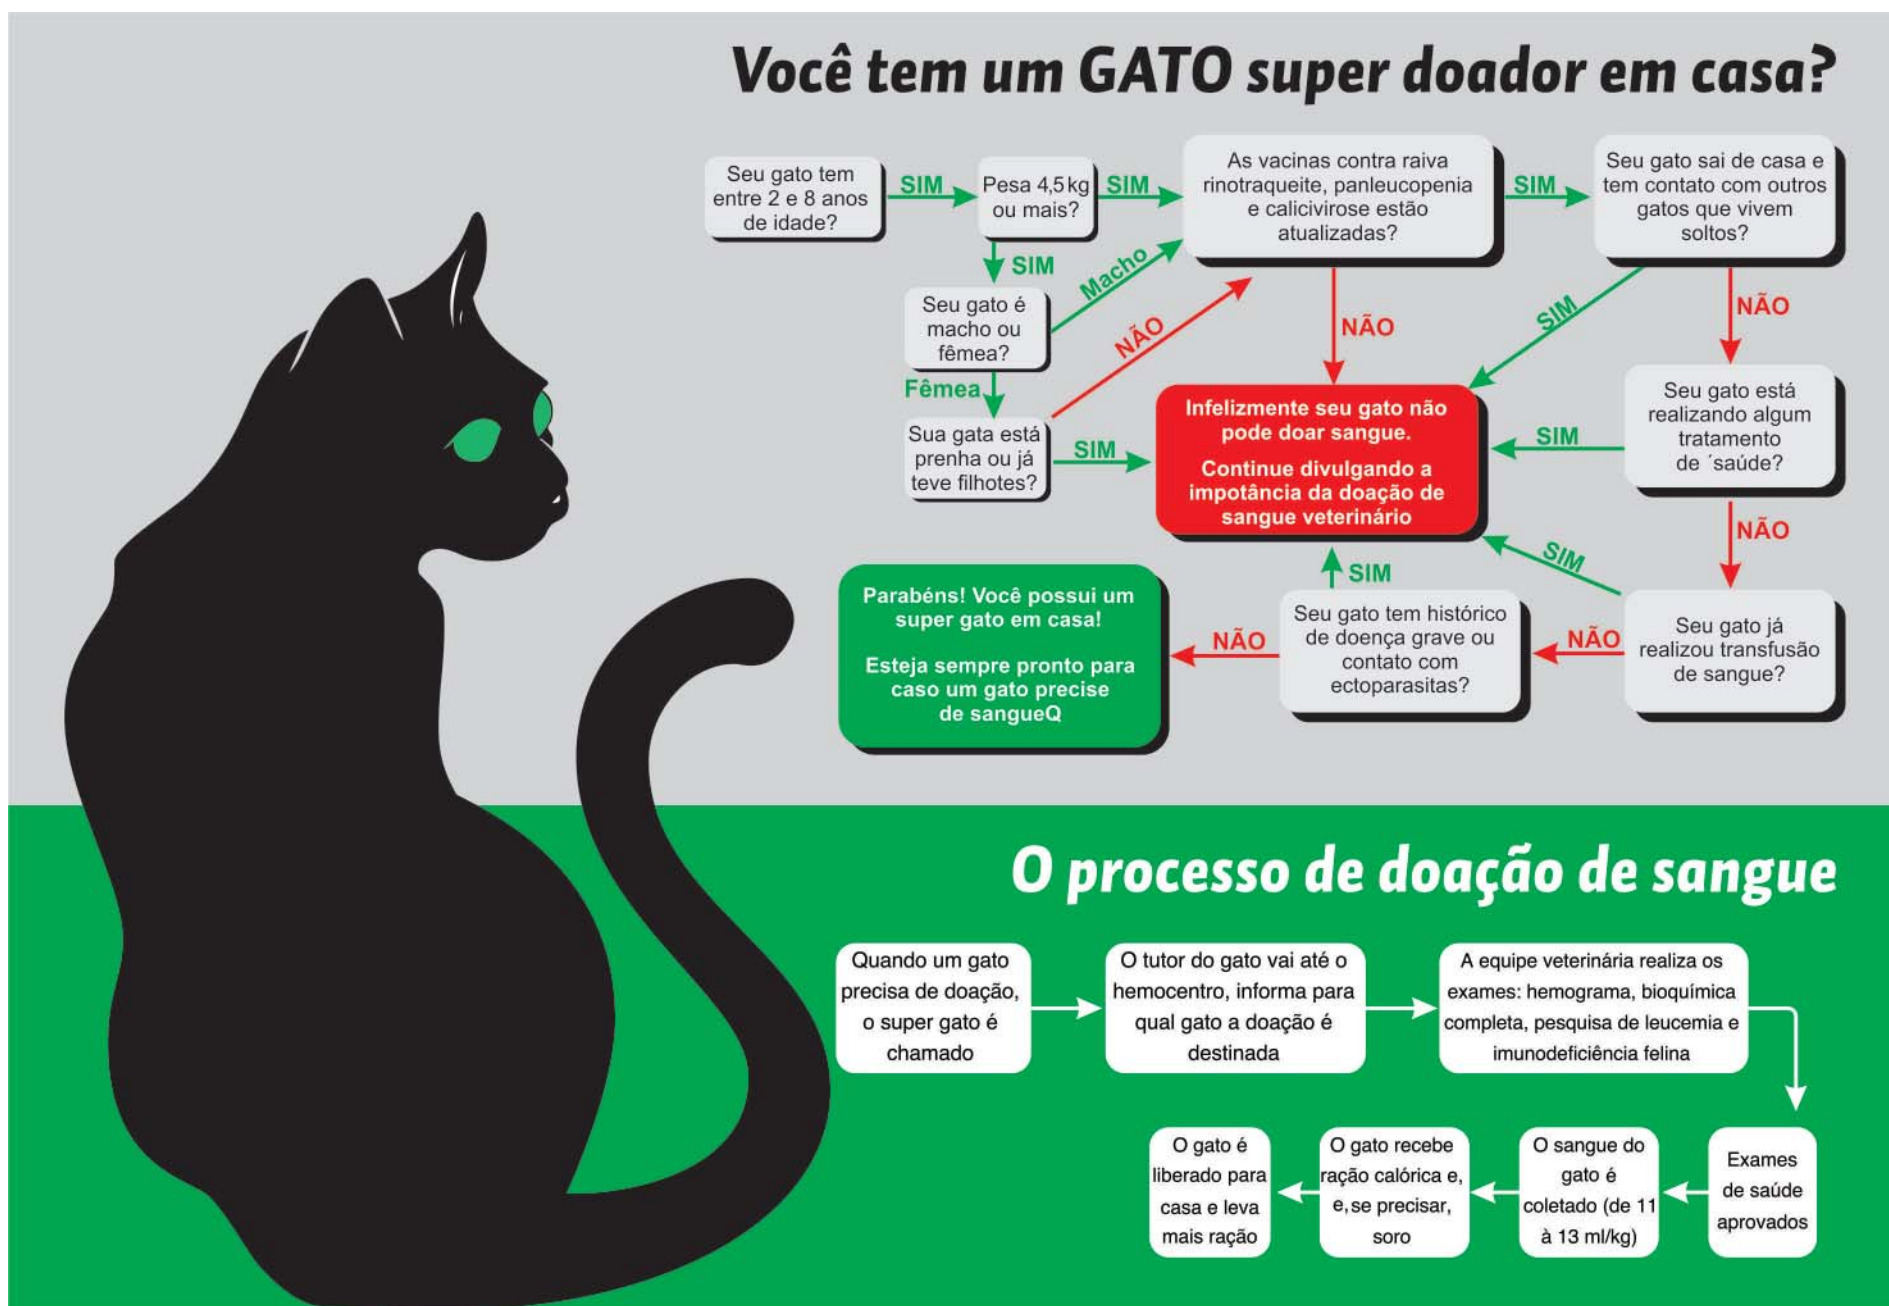 Você tem um GATO super doador em casa?
Seu gato tem
entre 2 e 8 anos
de idade?
SIM
Pesa 4,5 kg
ou mais?
SIM
As vacinas contra raiva
rinotraqueite, panleucopenia
e calicivirose estão
atualizadas?
SIM
Seu gato sai de casa e
tem contato com outros
gatos que vivem
soltos?
SIM
Seu gato é
macho ou
fêmea?
Macho
Fêmea
Sua gata está
prenha ou já
teve filhotes?
NÃO
SIM
NÃO
SIM
NÃO
Infelizmente seu gato não
pode doar sangue.
Continue divulgando a
impotância da doação de
sangue veterinário
Seu gato está
realizando algum
tratamento
de ´saúde?
SIM
NÃO
Seu gato já
realizou transfusão
de sangue?
SIM
NÃO
Seu gato tem histórico
de doença grave ou
contato com
ectoparasitas?
SIM
NÃO
Parabéns! Você possui um
super gato em casa!
Esteja sempre pronto para
caso um gato precise
de sangueQ
O processo de doação de sangue
Quando um gato
precisa de doação,
o super gato é
chamado
O tutor do gato vai até o
hemocentro, informa para
qual gato a doação é
destinada
A equipe veterinária realiza os
exames: hemograma, bioquímica
completa, pesquisa de leucemia e
imunodeficiência felina
Exames
de saúde
aprovados
O sangue do
gato é
coletado (de 11
à 13 ml/kg)
O gato recebe
ração calórica e,
e, se precisar,
soro
O gato é
liberado para
casa e leva
mais ração